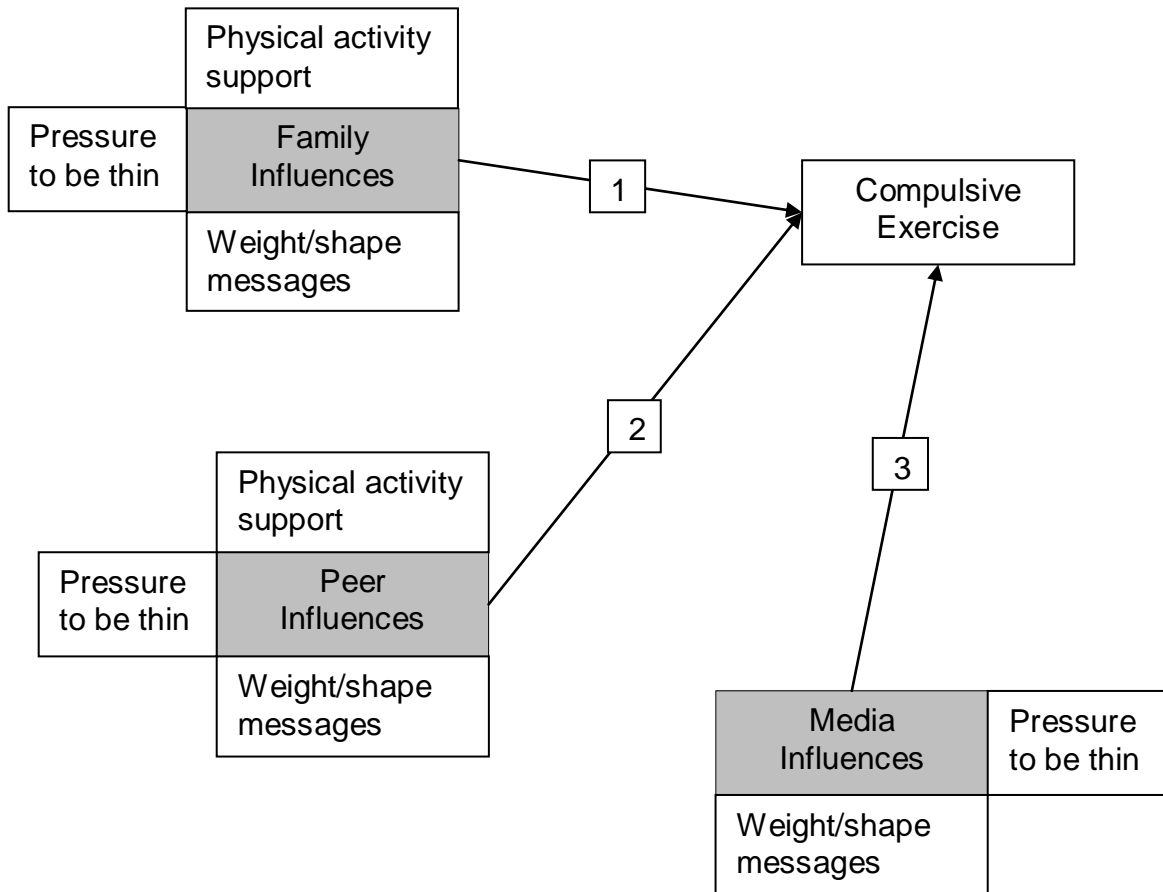 Physical activity
support
Pressure
to be thin
Family
Influences
Weight/shape
messages
1
Compulsive
Exercise
2
3
Physical activity
support
Pressure
to be thin
Peer
Influences
Weight/shape
messages
Media
Influences
Pressure
to be thin
Weight/shape
messages